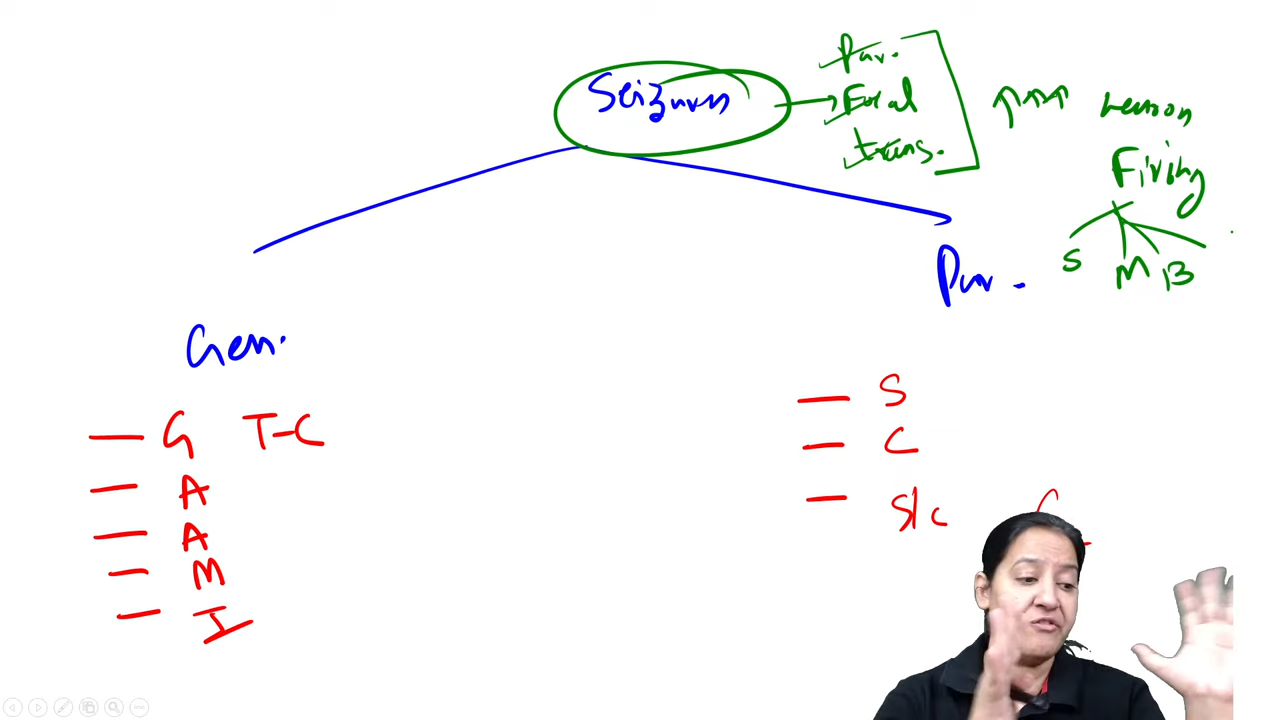 Seizures
Par.
Focal
trans.
↑↑↑
neuron
Firing
S M B
Par.
Gen.
G T-C
A
A
M
I
S
C
S/C
G